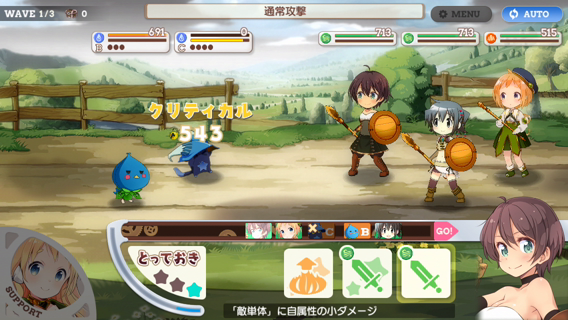 WAVE 1/3 0
通常攻撃
MENU
AUTO
691
B
0
C
713
713
515
クリティカル
543
B
C
GO!
とっておき
SUPPORT
「敵単体」に自属性の小ダメージ